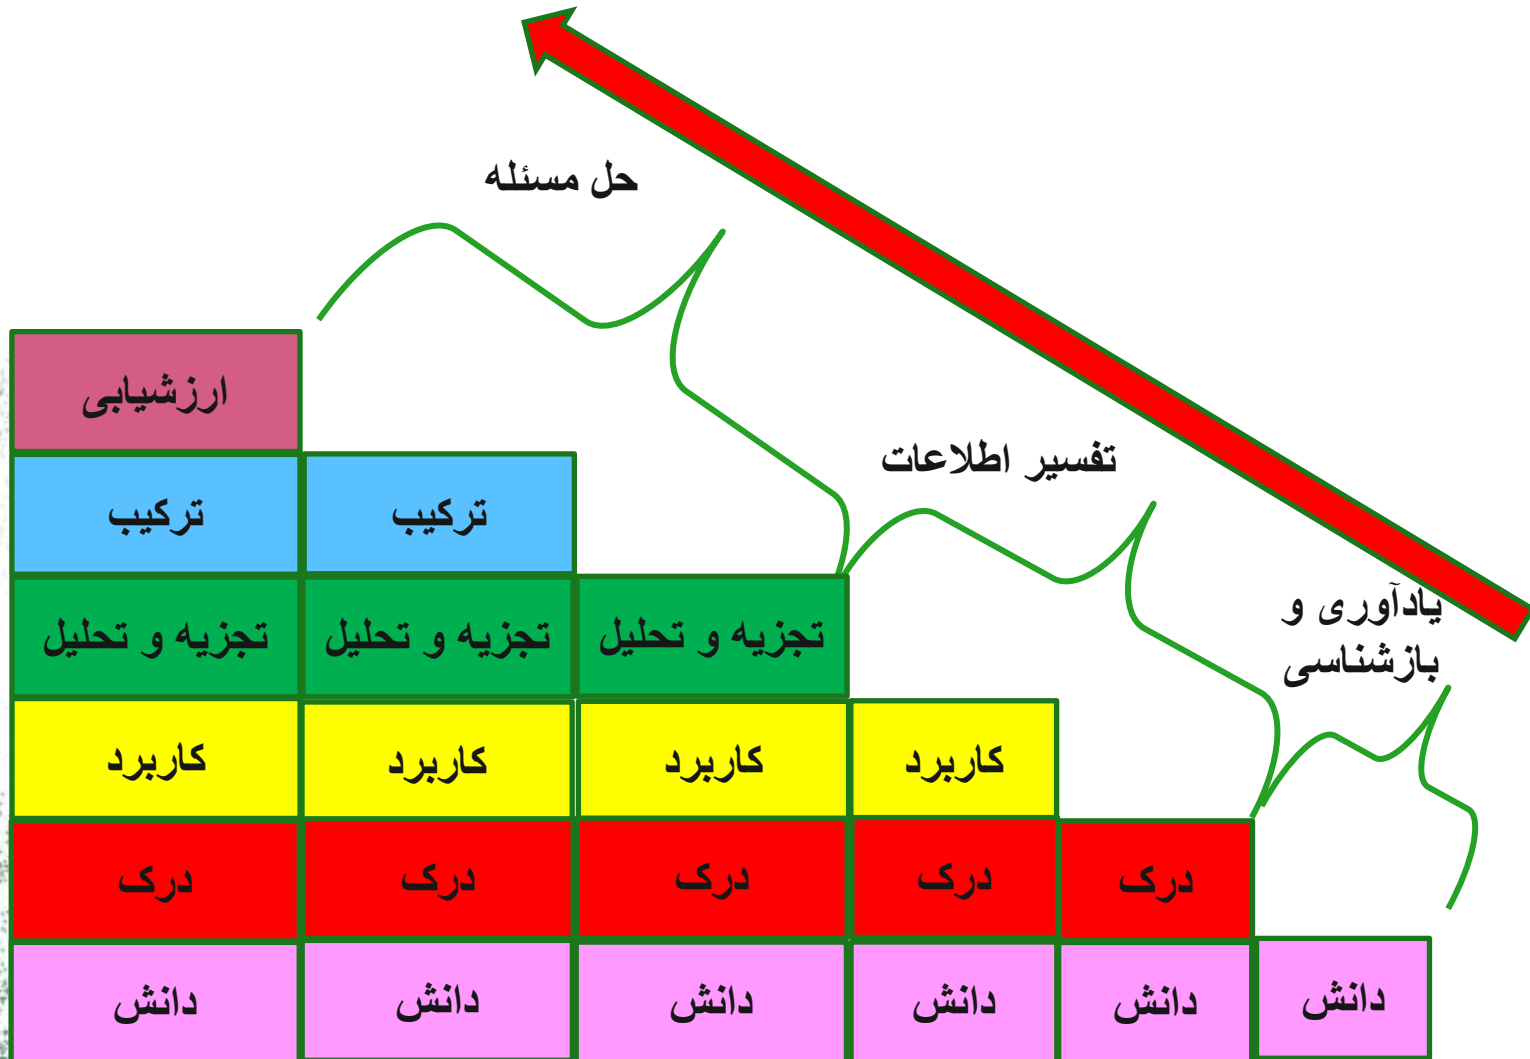 حل مسئله
تفسیر اطلاعات
یادآوری و
بازشناسی
ارزشیابی
ترکیب ترکیب
تجزیه و تحلیل تجزیه و تحلیل تجزیه و تحلیل
کاربرد کاربرد کاربرد کاربرد
درک درک درک درک درک
دانش دانش دانش دانش دانش دانش